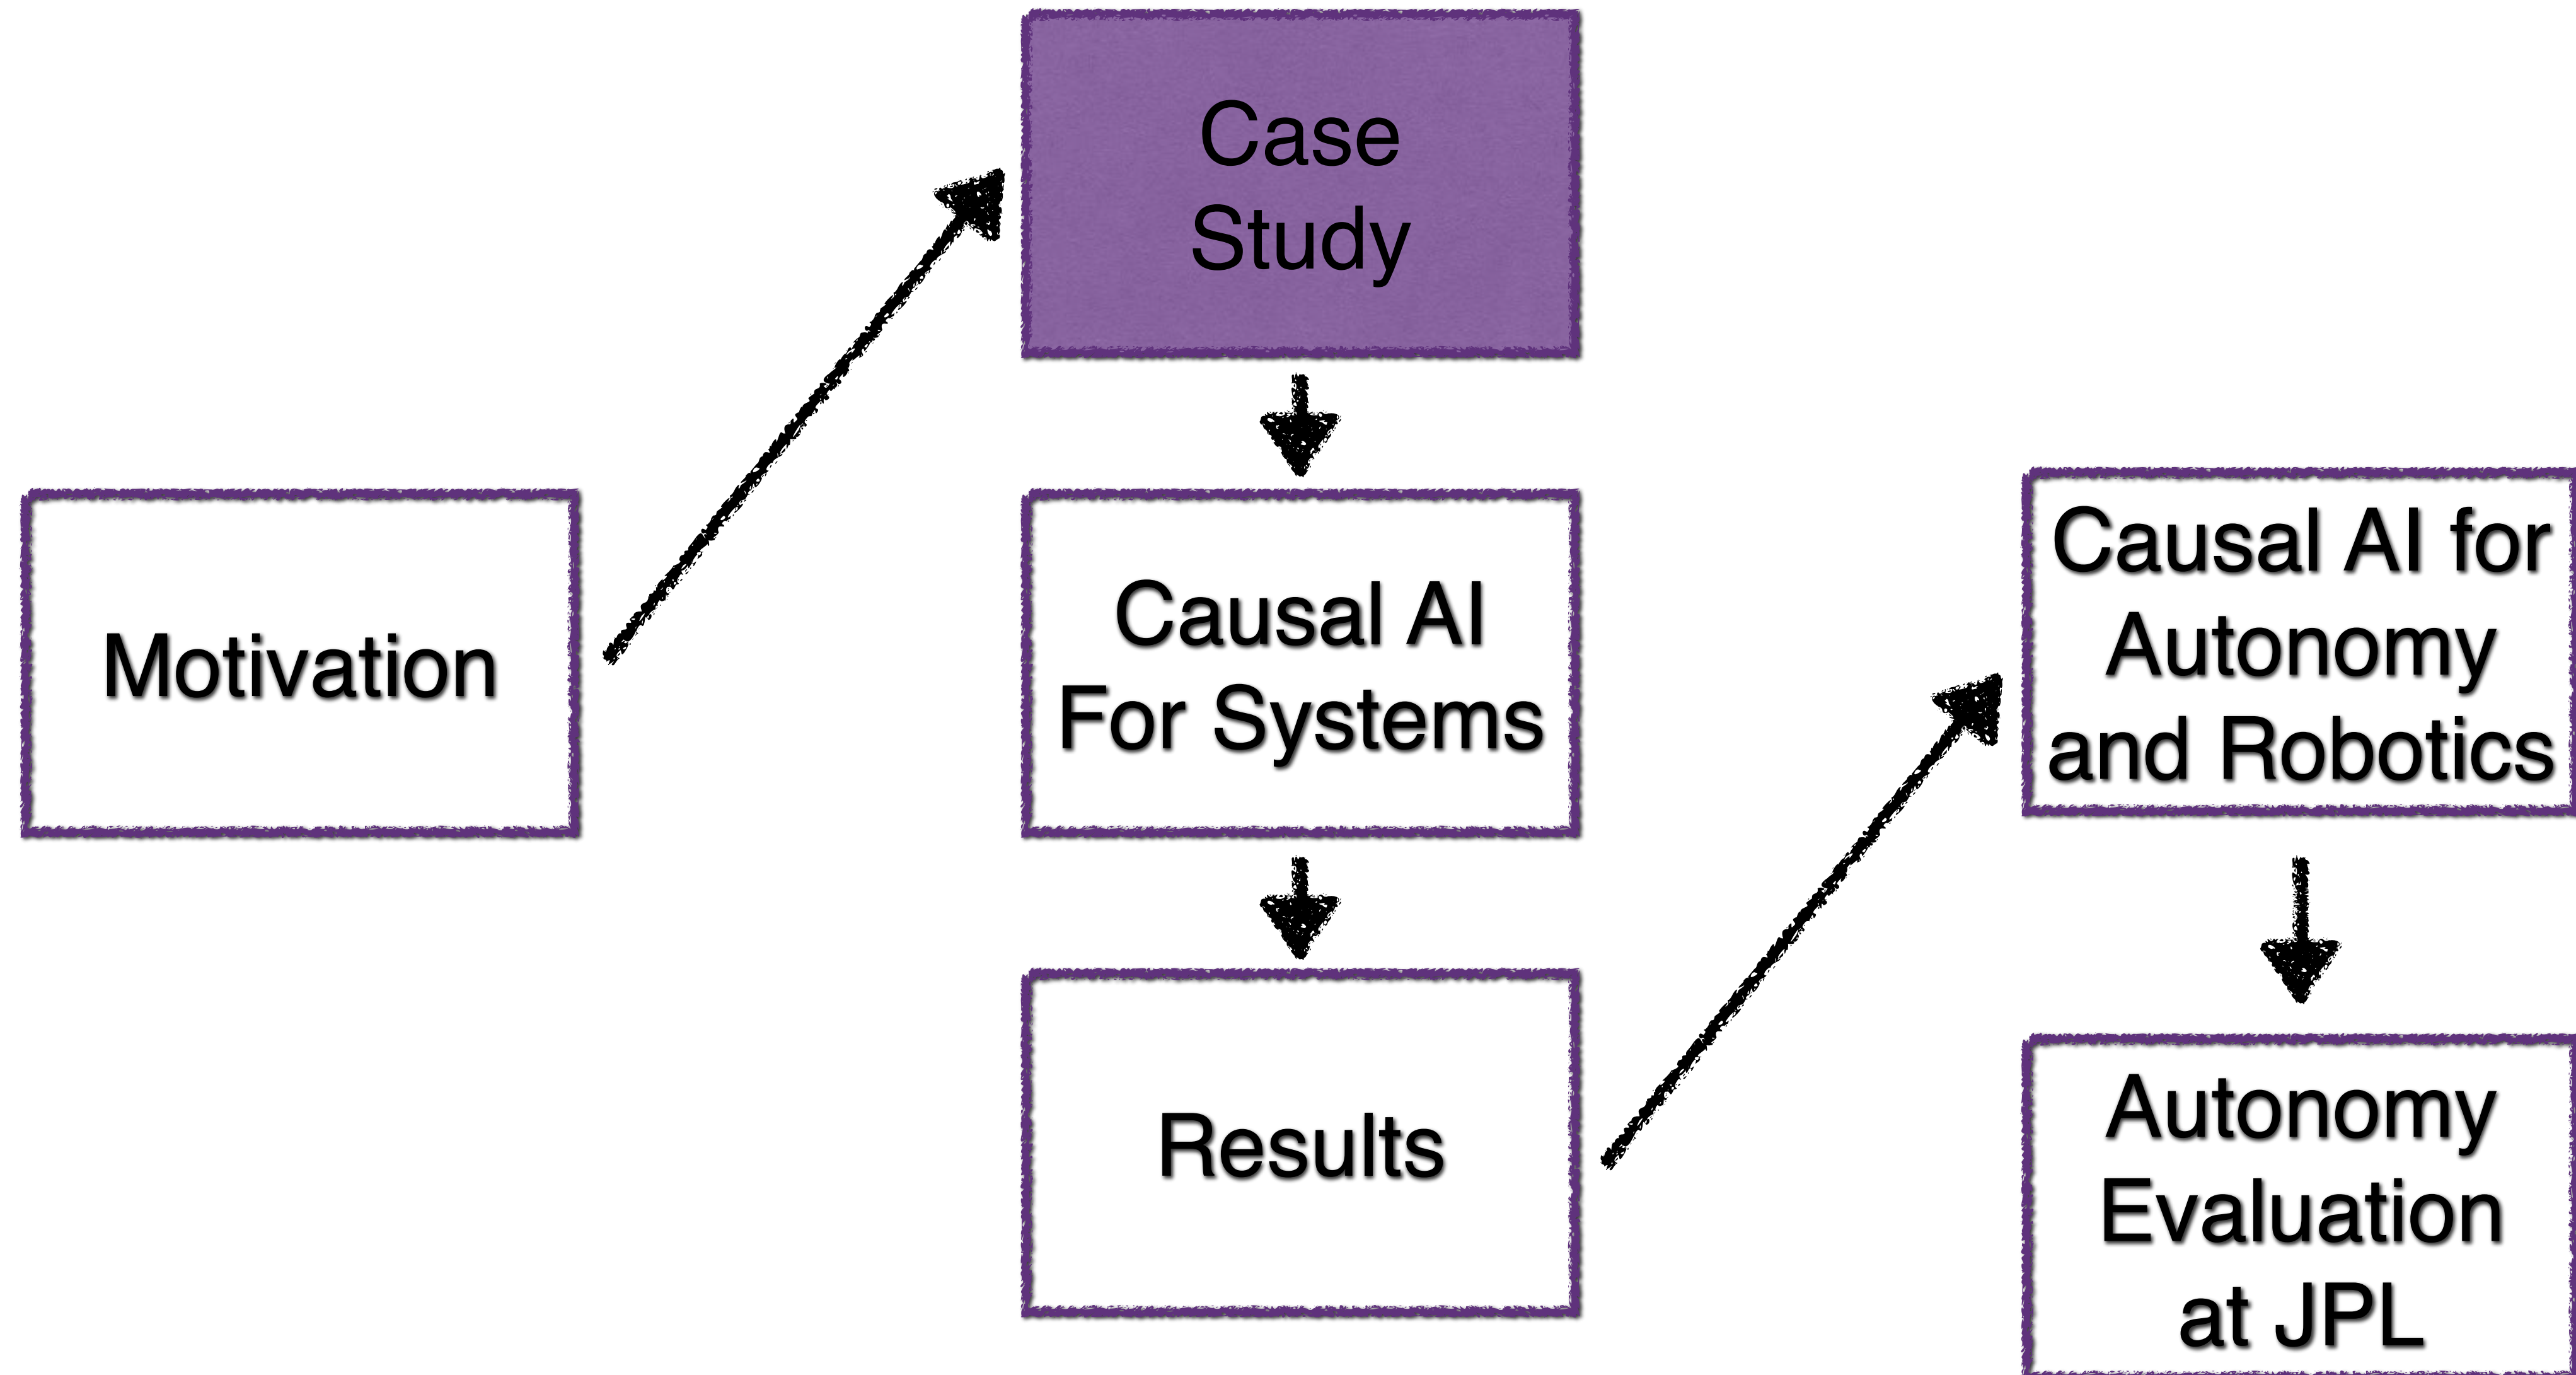 Motivation
Case
Study
Causal AI
For Systems
Results
Causal AI for
Autonomy
and Robotics
Autonomy
Evaluation
at JPL